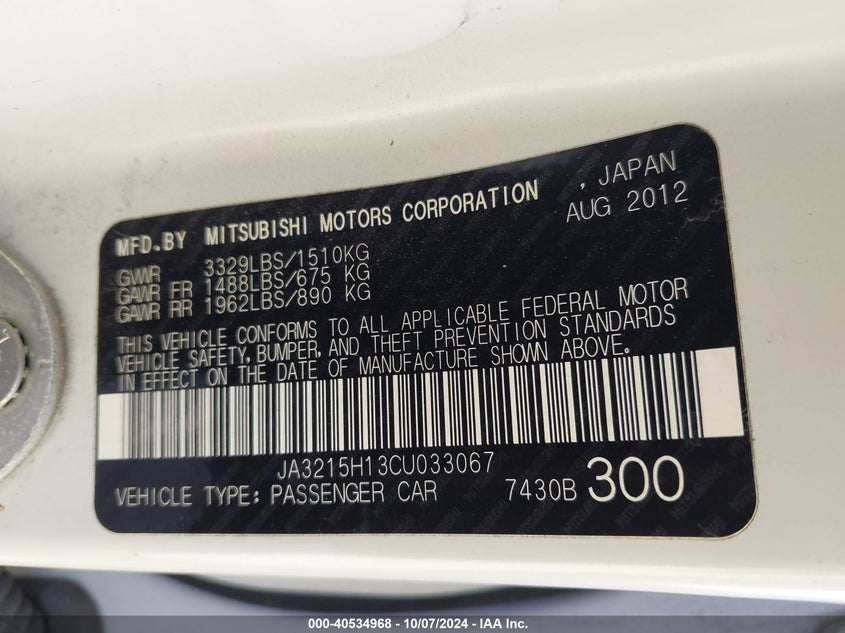 MFD.BY MITSUBISHI MOTORS CORPORATION , JAPAN
AUG 2012
GVWR 3329LBS/1510KG
GAWR FR 1488LBS/675 KG
GAWR RR 1962LBS/890 KG
THIS VEHICLE CONFORMS TO ALL APPLICABLE FEDERAL MOTOR
VEHICLE SAFETY, BUMPER, AND THEFT PREVENTION STANDARDS
IN EFFECT ON THE DATE OF MANUFACTURE SHOWN ABOVE.
JA3215H13CU033067
VEHICLE TYPE: PASSENGER CAR 7430B 300
000-40534968 - 10/07/2024 - IAA Inc.